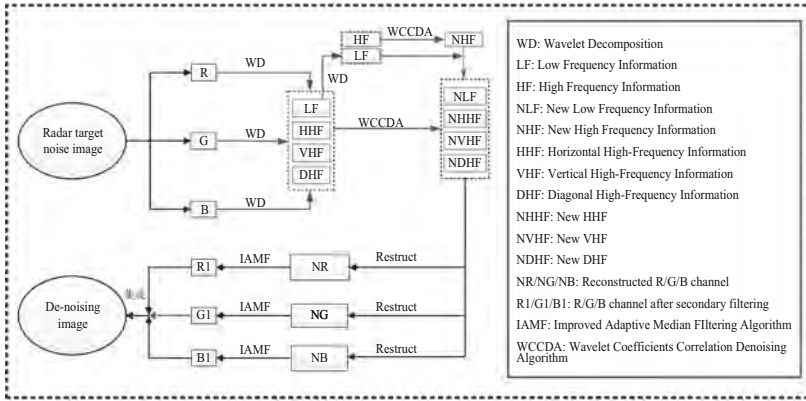 HF
WCCDA
NHF
LF
R
WD
WD
LF
HHF
VHF
DHF
Radar target
noise image
G
WD
WCCDA
NLF
NHHF
NVHF
NDHF
B
WD
R1
IAMF
NR
Restruct
De-noising
image
集成
G1
IAMF
NG
Restruct
B1
IAMF
NB
Restruct
WD: Wavelet Decomposition
LF: Low Frequency Information
HF: High Frequency Information
NLF: New Low Frequency Information
NHF: New High Frequency Information
HHF: Horizontal High-Frequency Information
VHF: Vertical High-Frequency Information
DHF: Diagonal High-Frequency Information
NHHF: New HHF
NVHF: New VHF
NDHF: New DHF
NR/NG/NB: Reconstructed R/G/B channel
R1/G1/B1: R/G/B channel after secondary filtering
IAMF: Improved Adaptive Median FIltering Algorithm
WCCDA: Wavelet Coefficients Correlation Denoising
Algorithm